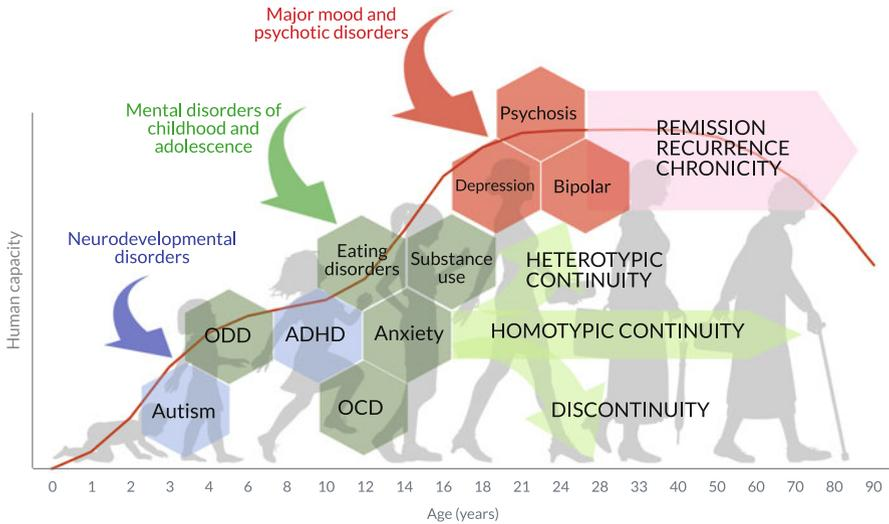 Major mood and
psychotic disorders
Mental disorders of
childhood and
adolescence
Neurodevelopmental
disorders
Psychosis
Depression
Bipolar
REMISSION
RECURRENCE
CHRONICITY
Eating
disorders
Substance
use
HETEROTYPIC
CONTINUITY
ODD
ADHD
Anxiety
HOMOTYPIC CONTINUITY
Autism
OCD
DISCONTINUITY
Human capacity
0 1 2 3 4 6 8 10 12 14 16 18 21 24 28 33 40 50 60 70 80 90
Age (years)